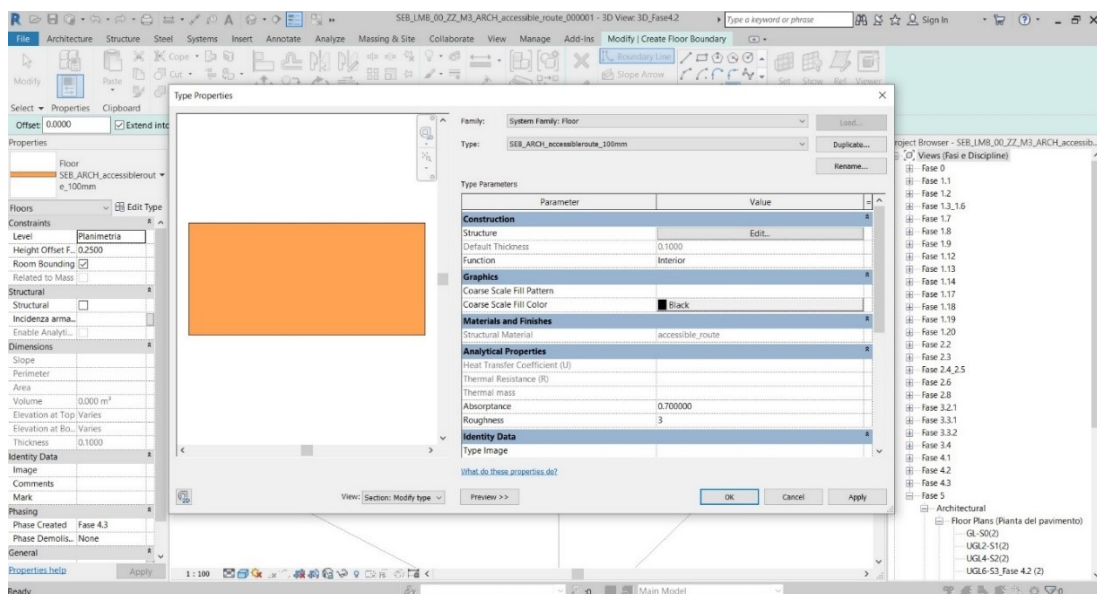 SEB_LMB_00_ZZ_M3_ARCH_accessible_route_000001 - 3D View: 3D_Fase4.2
Type a keyword or phrase
Sign In
File Architecture Structure Steel Systems Insert Annotate Analyze Massing & Site Collaborate View Manage Add-Ins Modify | Create Floor Boundary
Modify
Paste
Cope
Cut
Boundary Line
Slope Arrow
Set Show Ref Viewer
Select Properties Clipboard
Offset: 0.0000 Extend into
Properties
Floor
SEB_ARCH_accessiblerout
e_100mm
Floors Edit Type
Constraints
Level Planimetria
Height Offset F... 0.2500
Room Bounding
Related to Mass
Structural
Structural
Incidenza arma...
Enable Analyti...
Dimensions
Slope
Perimeter
Area
Volume 0.000 m³
Elevation at Top Varies
Elevation at Bo... Varies
Thickness 0.1000
Identity Data
Image
Comments
Mark
Phasing
Phase Created Fase 4.3
Phase Demolis... None
General
Properties help Apply
Ready
Type Properties
Family: System Family: Floor Load...
Type: SEB_ARCH_accessibleroute_100mm Duplicate...
Rename...
Type Parameters
Parameter Value =
Construction
Structure Edit...
Default Thickness 0.1000
Function Interior
Graphics
Coarse Scale Fill Pattern
Coarse Scale Fill Color Black
Materials and Finishes
Structural Material accessible_route
Analytical Properties
Heat Transfer Coefficient (U)
Thermal Resistance (R)
Thermal mass
Absorptance 0.700000
Roughness 3
Identity Data
Type Image
What do these properties do?
View: Section: Modify type Preview >> OK Cancel Apply
1 : 100
:0 Main Model
roject Browser - SEB_LMB_00_ZZ_M3_ARCH_accessib...
Views (Fasi e Discipline)
Fase 0
Fase 1.1
Fase 1.2
Fase 1.3_1.6
Fase 1.7
Fase 1.8
Fase 1.9
Fase 1.12
Fase 1.13
Fase 1.14
Fase 1.17
Fase 1.18
Fase 1.19
Fase 1.20
Fase 2.2
Fase 2.3
Fase 2.4_2.5
Fase 2.6
Fase 2.8
Fase 3.2.1
Fase 3.3.1
Fase 3.3.2
Fase 3.4
Fase 4.1
Fase 4.2
Fase 4.3
Fase 5
Architectural
Floor Plans (Pianta del pavimento)
GL-S0(2)
UGL2-S1(2)
UGL4-S2(2)
UGL6-S3_Fase 4.2 (2)